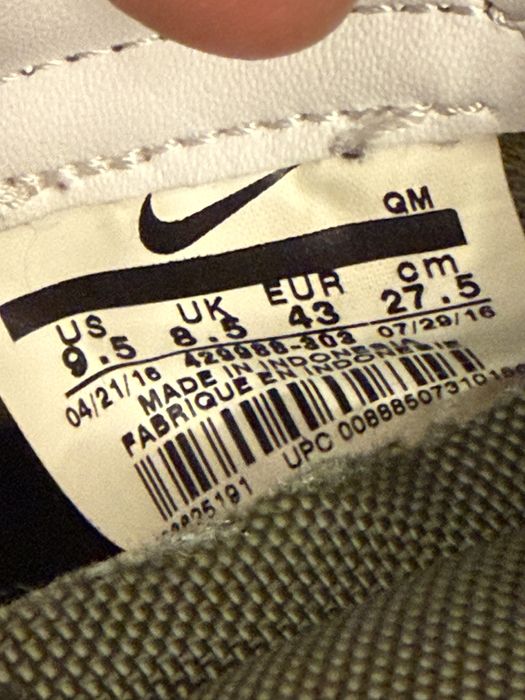 QM
US UK EUR cm
9.5 8.5 43 27.5
04/21/16 07/29/16
MADE IN INDONESIA
FABRIQUE EN
UPC